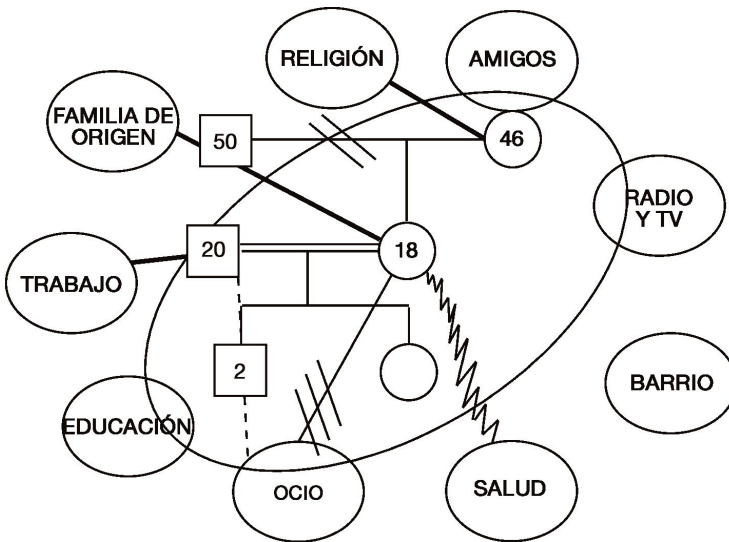 RELIGIÓN
AMIGOS
FAMILIA DE
ORIGEN
50
46
RADIO
Y TV
20
18
TRABAJO
2
BARRIO
EDUCACIÓN
OCIO
SALUD